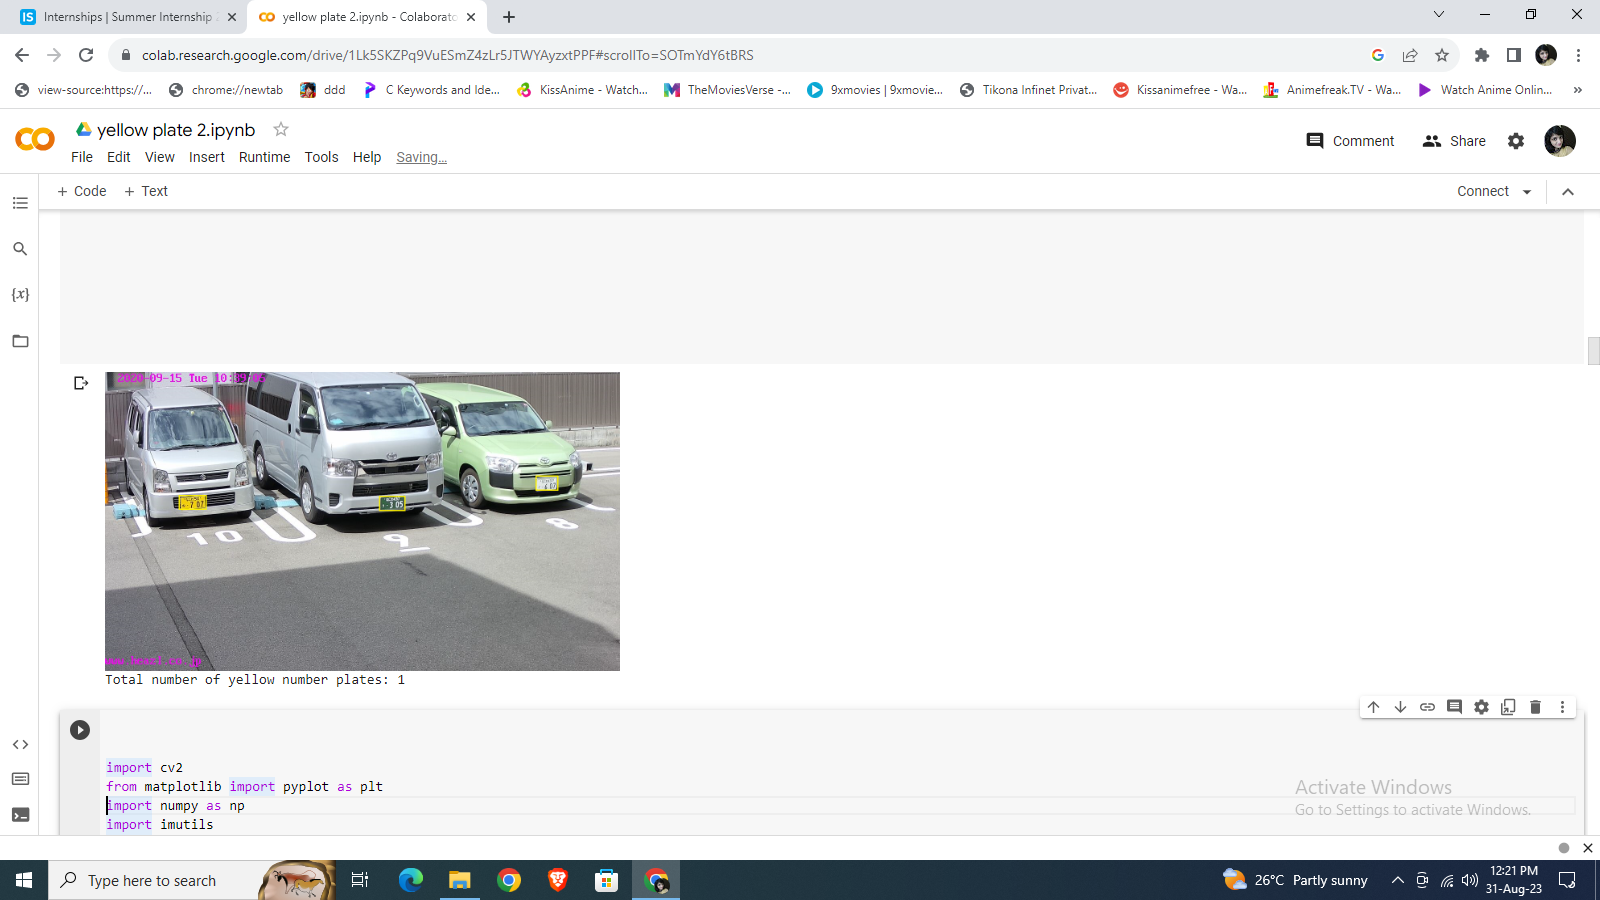 Internships | Summer Internship
yellow plate 2.ipynb - Colaborato
colab.research.google.com/drive/1Lk5SKZPq9VuESmZ4zLr5JTWYAyzxtPPF#scrollTo=SOTmYdY6tBRS
view-source:https://...
chrome://newtab
ddd
C Keywords and Ide...
KissAnime - Watch...
TheMoviesVerse -...
9xmovies | 9xmovie...
Tikona Infinet Privat...
Kissanimefree - Wa...
Animefreak.TV - Wa...
Watch Anime Onlin...
»
yellow plate 2.ipynb
File Edit View Insert Runtime Tools Help Saving...
Comment
Share
+ Code + Text
Connect
{x}
2020-09-15 Tue
10
9
8
Total number of yellow number plates: 1
import cv2
from matplotlib import pyplot as plt
import numpy as np
import imutils
Activate Windows
Go to Settings to activate Windows.
Type here to search
26°C Partly sunny
12:21 PM
31-Aug-23